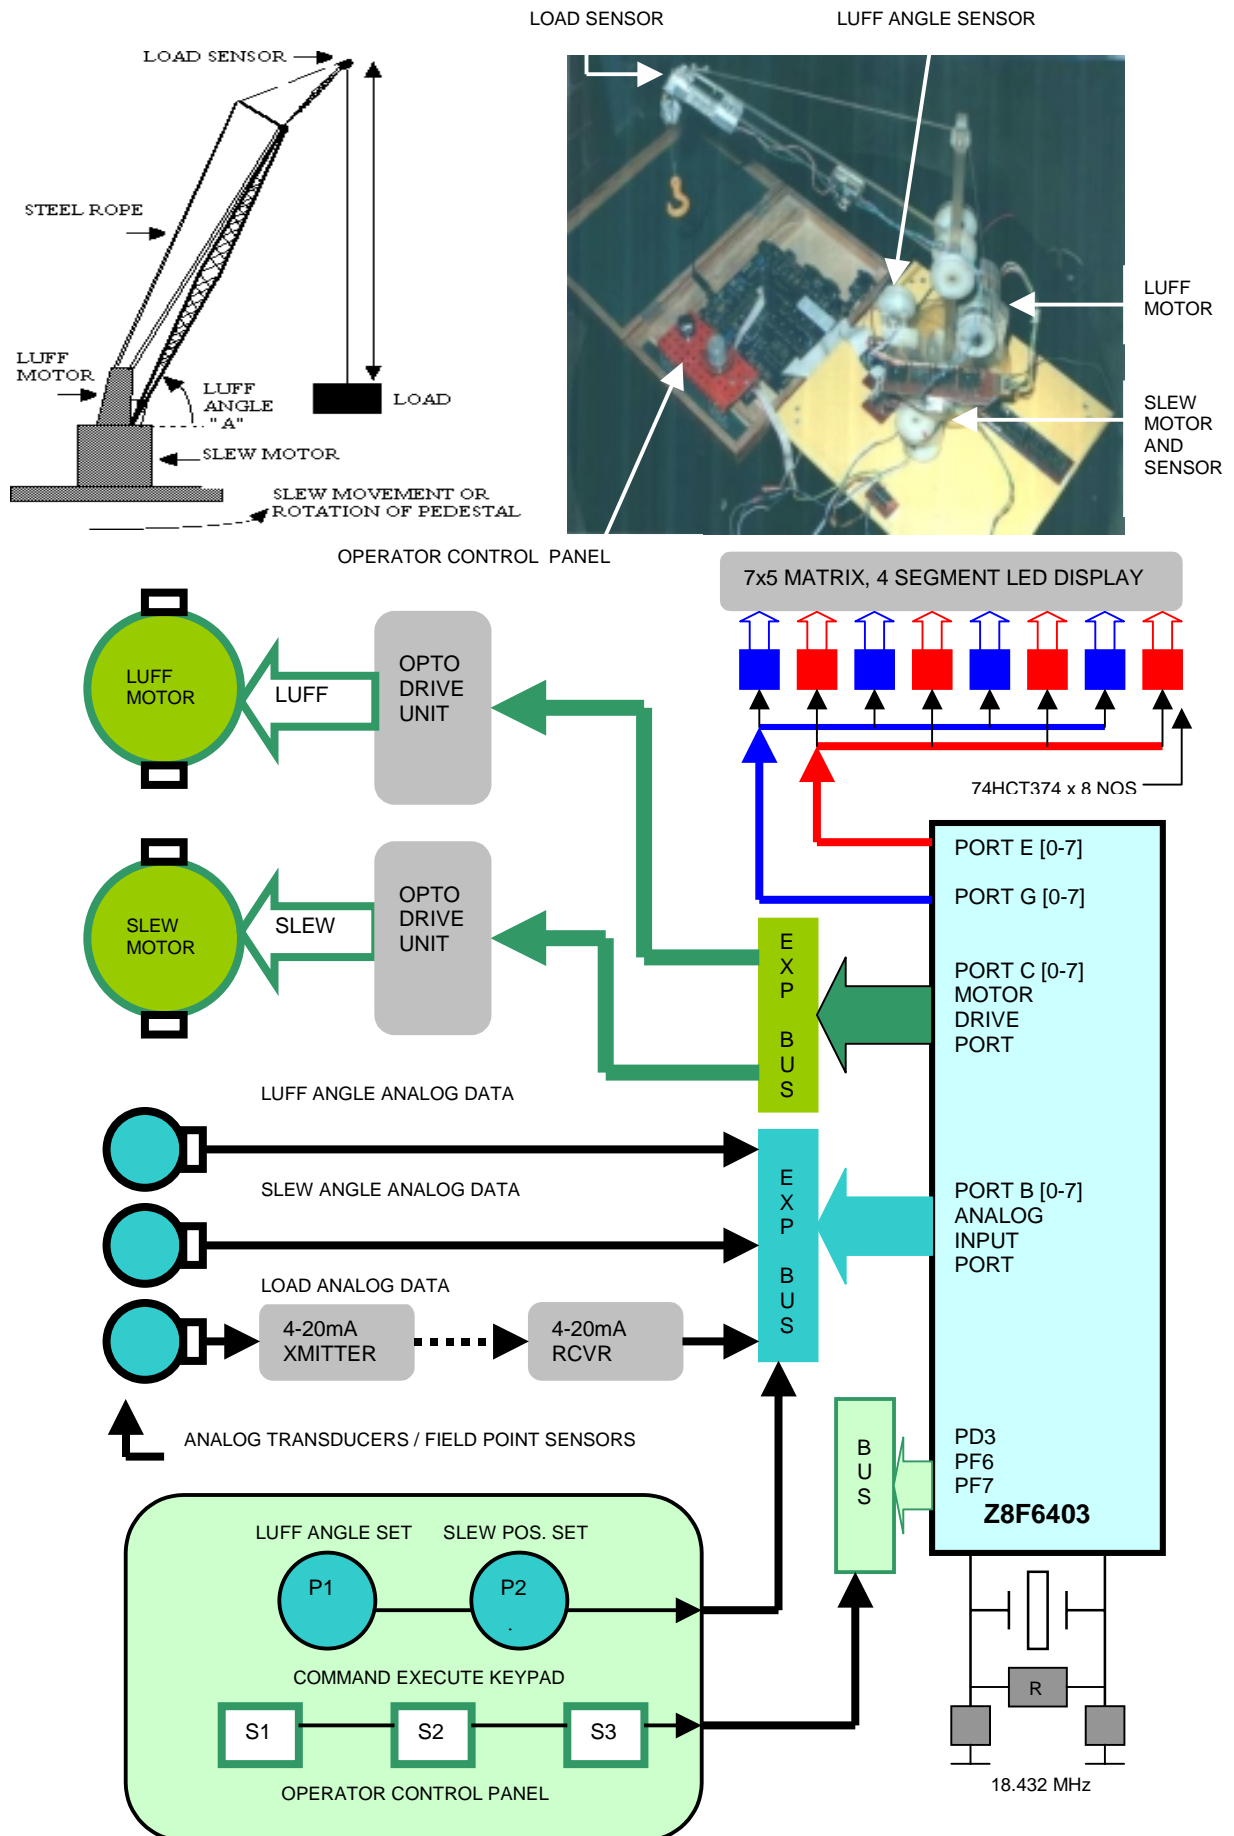 LOAD SENSOR
LUFF ANGLE SENSOR
LOAD SENSOR
STEEL ROPE
LUFF
MOTOR
LUFF
ANGLE
"A"
LOAD
SLEW MOTOR
SLEW MOVEMENT OR
ROTATION OF PEDESTAL
LUFF
MOTOR
SLEW
MOTOR
AND
SENSOR
OPERATOR CONTROL PANEL
7x5 MATRIX, 4 SEGMENT LED DISPLAY
LUFF
MOTOR
LUFF
OPTO
DRIVE
UNIT
74HCT374 x 8 NOS
SLEW
MOTOR
SLEW
OPTO
DRIVE
UNIT
EXP BUS
PORT E [0-7]
PORT G [0-7]
PORT C [0-7]
MOTOR
DRIVE
PORT
LUFF ANGLE ANALOG DATA
SLEW ANGLE ANALOG DATA
LOAD ANALOG DATA
4-20mA
XMITTER
4-20mA
RCVR
EXP BUS
PORT B [0-7]
ANALOG
INPUT
PORT
ANALOG TRANSDUCERS / FIELD POINT SENSORS
BUS
PD3
PF6
PF7
Z8F6403
LUFF ANGLE SET
SLEW POS. SET
P1
P2
.
COMMAND EXECUTE KEYPAD
S1
S2
S3
OPERATOR CONTROL PANEL
R
18.432 MHz